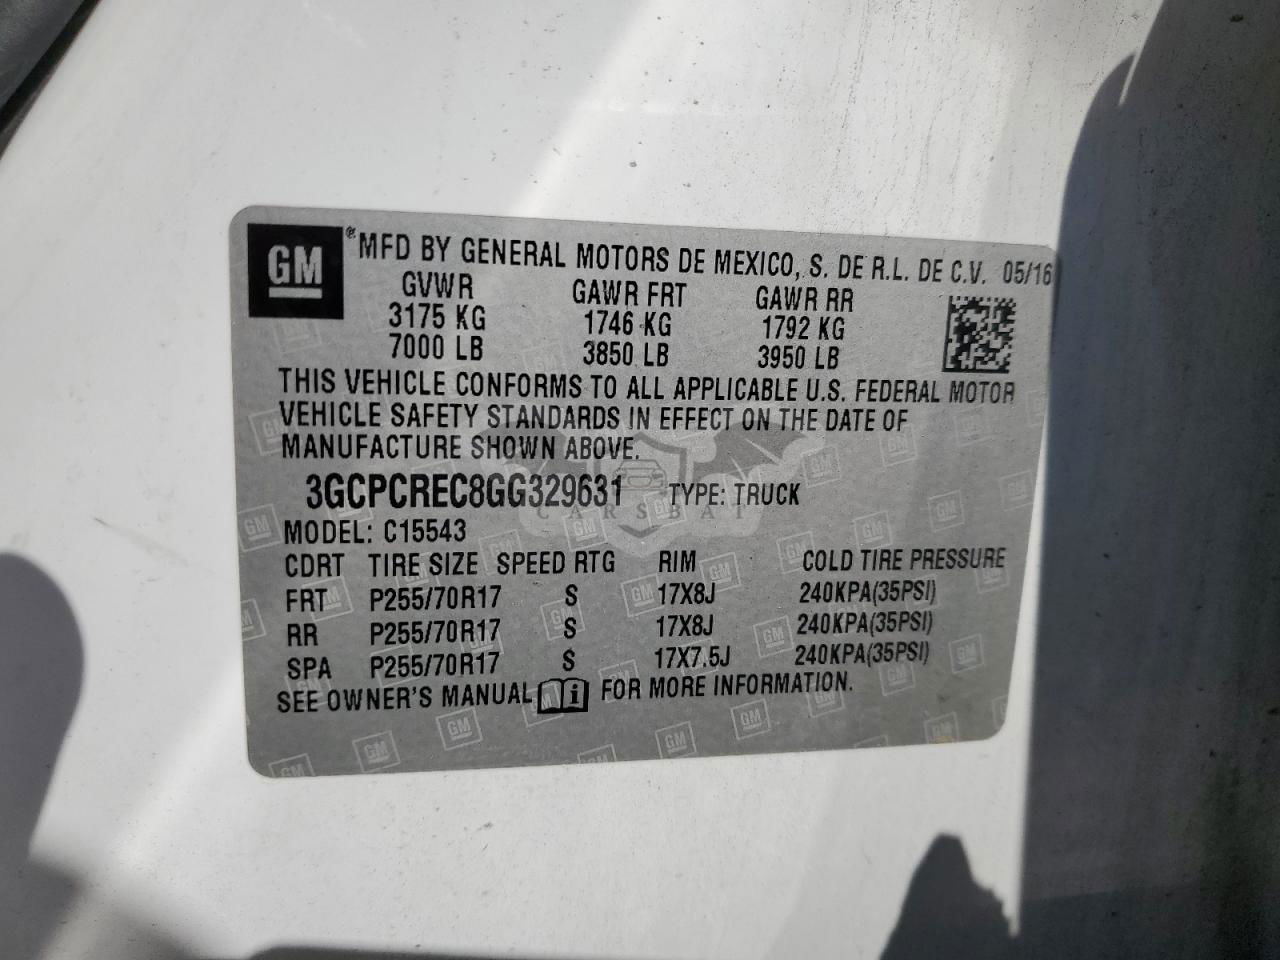 GM ® MFD BY GENERAL MOTORS DE MEXICO, S. DE R.L. DE C.V. 05/16
GVWR GAWR FRT GAWR RR
3175 KG 1746 KG 1792 KG
7000 LB 3850 LB 3950 LB
THIS VEHICLE CONFORMS TO ALL APPLICABLE U.S. FEDERAL MOTOR
VEHICLE SAFETY STANDARDS IN EFFECT ON THE DATE OF
MANUFACTURE SHOWN ABOVE.
3GCPCREC8GG329631 TYPE: TRUCK
CARSBAT
MODEL: C15543
CDRT TIRE SIZE SPEED RTG RIM COLD TIRE PRESSURE
FRT P255/70R17 S 17X8J 240KPA(35PSI)
RR P255/70R17 S 17X8J 240KPA(35PSI)
SPA P255/70R17 S 17X7.5J 240KPA(35PSI)
SEE OWNER'S MANUAL i FOR MORE INFORMATION.